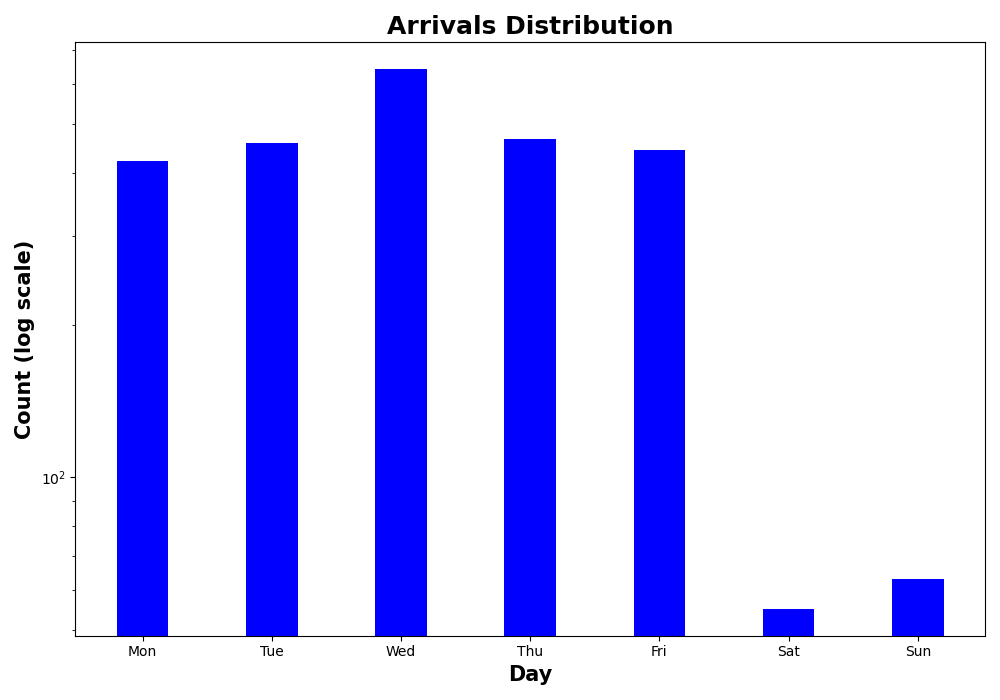 Arrivals Distribution
Count (log scale)
10²
Mon Tue Wed Thu Fri Sat Sun
Day